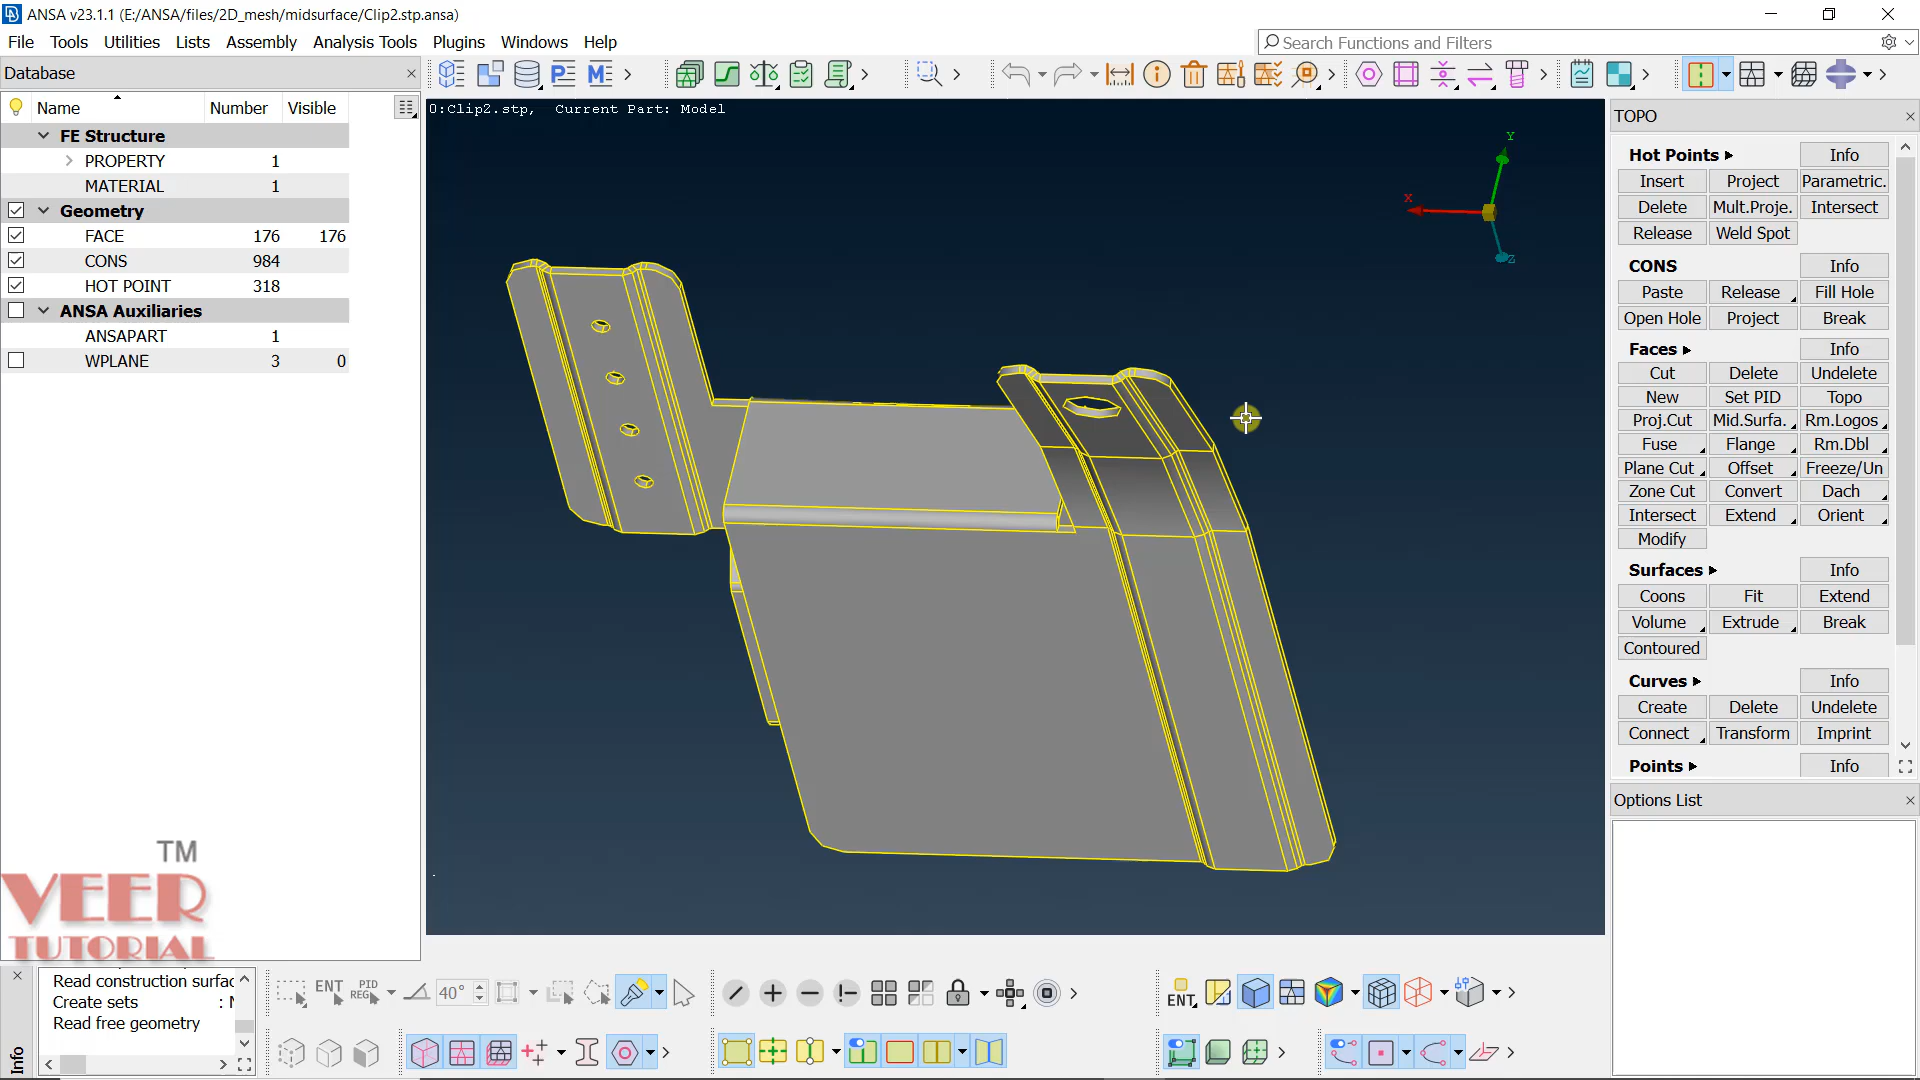 ANSA v23.1.1 (E:/ANSA/files/2D_mesh/midsurface/Clip2.stp.ansa)
File Tools Utilities Lists Assembly Analysis Tools Plugins Windows Help
Search Functions and Filters
Database
Name Number Visible
FE Structure
PROPERTY 1
MATERIAL 1
Geometry
FACE 176 176
CONS 984
HOT POINT 318
ANSA Auxiliaries
ANSAPART 1
WPLANE 3 0
TM
VEER
TUTORIAL
0:Clip2.stp, Current Part: Model
Y
X
Z
TOPO
Hot Points Info
Insert Project Parametric.
Delete Mult.Proje. Intersect
Release Weld Spot
CONS Info
Paste Release Fill Hole
Open Hole Project Break
Faces Info
Cut Delete Undelete
New Set PID Topo
Proj.Cut Mid.Surfa. Rm.Logos
Fuse Flange Rm.Dbl
Plane Cut Offset Freeze/Un
Zone Cut Convert Dach
Intersect Extend Orient
Modify
Surfaces Info
Coons Fit Extend
Volume Extrude Break
Contoured
Curves Info
Create Delete Undelete
Connect Transform Imprint
Points Info
Options List
Info
Read construction surfac
Create sets :
Read free geometry
ENT PID REG 40°
ENT